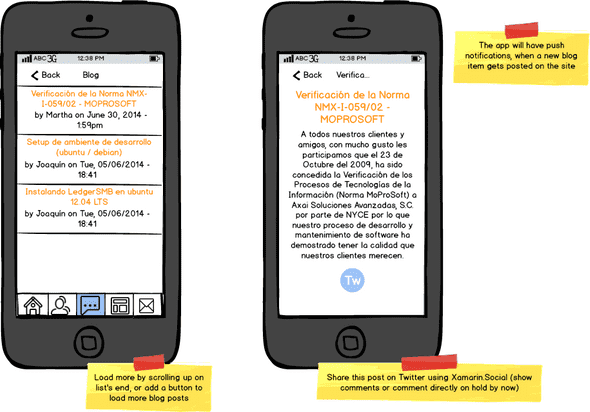 ABC 3G 12:38 PM
Back Blog
Verificación de la Norma NMX-
I-059/02 - MOPROSOFT
by Martha on June 30, 2014 -
1:59pm
Setup de ambiente de desarrollo
(ubuntu / debian)
by Joaquín on Tue, 05/06/2014 -
18:41
Instalando LedgerSMB en ubuntu
12.04 LTS
by Joaquín on Tue, 05/06/2014 -
18:41
Load more by scrolling up on
list's end, or add a button to
load more blog posts
ABC 3G 12:38 PM
Back Verifica...
Verificación de la Norma
NMX-I-059/02 -
MOPROSOFT
A todos nuestros clientes y
amigos, con mucho gusto les
participamos que el 23 de
Octubre del 2009, ha sido
concedida la Verificación de los
Procesos de Tecnologías de la
Información (Norma MoProSoft) a
Axai Soluciones Avanzadas, S.C.
por parte de NYCE por lo que
nuestro proceso de desarrollo y
mantenimiento de software ha
demostrado tener la calidad que
nuestros clientes merecen.
Tw
Share this post on Twitter using Xamarin.Social (show
comments or comment directly on hold by now)
The app will have push
notifications, when a new blog
item gets posted on the site